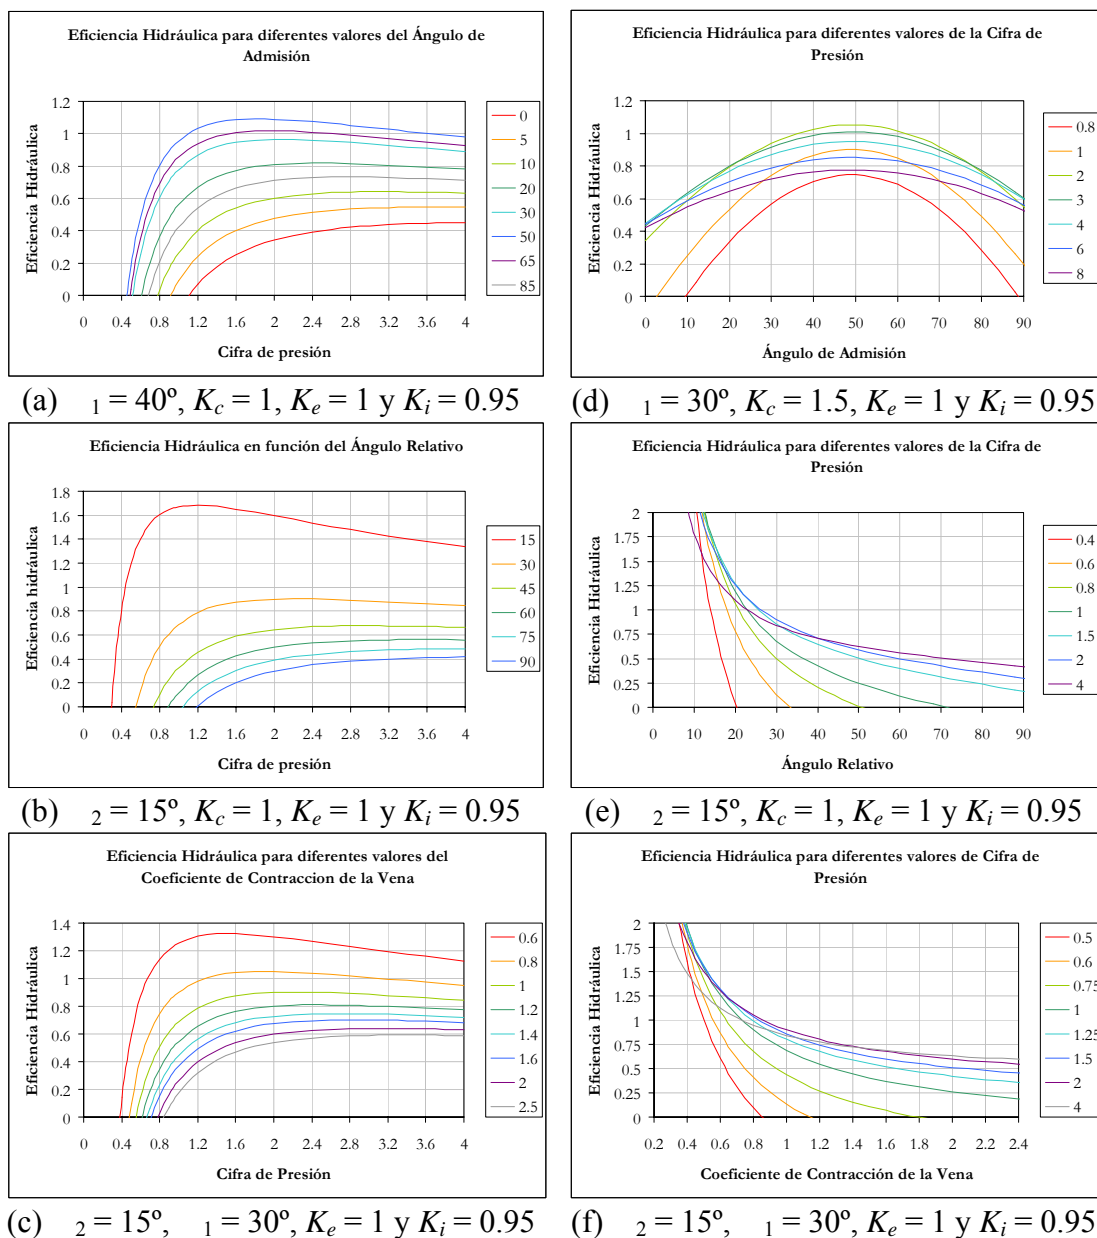 Eficiencia Hidráulica para diferentes valores del Ángulo de
Admisión
Eficiencia Hidráulica
1.2
1
0.8
0.6
0.4
0.2
0
0 0.4 0.8 1.2 1.6 2 2.4 2.8 3.2 3.6 4
Cifra de presión
0
5
10
20
30
50
65
85
(a) ₁ = 40º, Kc = 1, Ke = 1 y Ki = 0.95
Eficiencia Hidráulica para diferentes valores de la Cifra de
Presión
Eficiencia Hidráulica
1.2
1
0.8
0.6
0.4
0.2
0
0 10 20 30 40 50 60 70 80 90
Ángulo de Admisión
0.8
1
2
3
4
6
8
(d) ₁ = 30º, Kc = 1.5, Ke = 1 y Ki = 0.95
Eficiencia Hidráulica en función del Ángulo Relativo
Eficiencia hidráulica
1.8
1.6
1.4
1.2
1
0.8
0.6
0.4
0.2
0
0 0.4 0.8 1.2 1.6 2 2.4 2.8 3.2 3.6 4
Cifra de presión
15
30
45
60
75
90
(b) ₂ = 15º, Kc = 1, Ke = 1 y Ki = 0.95
Eficiencia Hidráulica para diferentes valores de la Cifra de
Presión
Eficiencia Hidráulica
2
1.75
1.5
1.25
1
0.75
0.5
0.25
0
0 10 20 30 40 50 60 70 80 90
Ángulo Relativo
0.4
0.6
0.8
1
1.5
2
4
(e) ₂ = 15º, Kc = 1, Ke = 1 y Ki = 0.95
Eficiencia Hidráulica para diferentes valores del
Coeficiente de Contraccion de la Vena
Eficiencia Hidráulica
1.4
1.2
1
0.8
0.6
0.4
0.2
0
0 0.4 0.8 1.2 1.6 2 2.4 2.8 3.2 3.6 4
Cifra de Presión
0.6
0.8
1
1.2
1.4
1.6
2
2.5
(c) ₂ = 15º, ₁ = 30º, Ke = 1 y Ki = 0.95
Eficiencia Hidráulica para diferentes valores de Cifra de
Presión
Eficiencia Hidráulica
2
1.75
1.5
1.25
1
0.75
0.5
0.25
0
0.2 0.4 0.6 0.8 1 1.2 1.4 1.6 1.8 2 2.2 2.4
Coeficiente de Contracción de la Vena
0.5
0.6
0.75
1
1.25
1.5
2
4
(f) ₂ = 15º, ₁ = 30º, Ke = 1 y Ki = 0.95